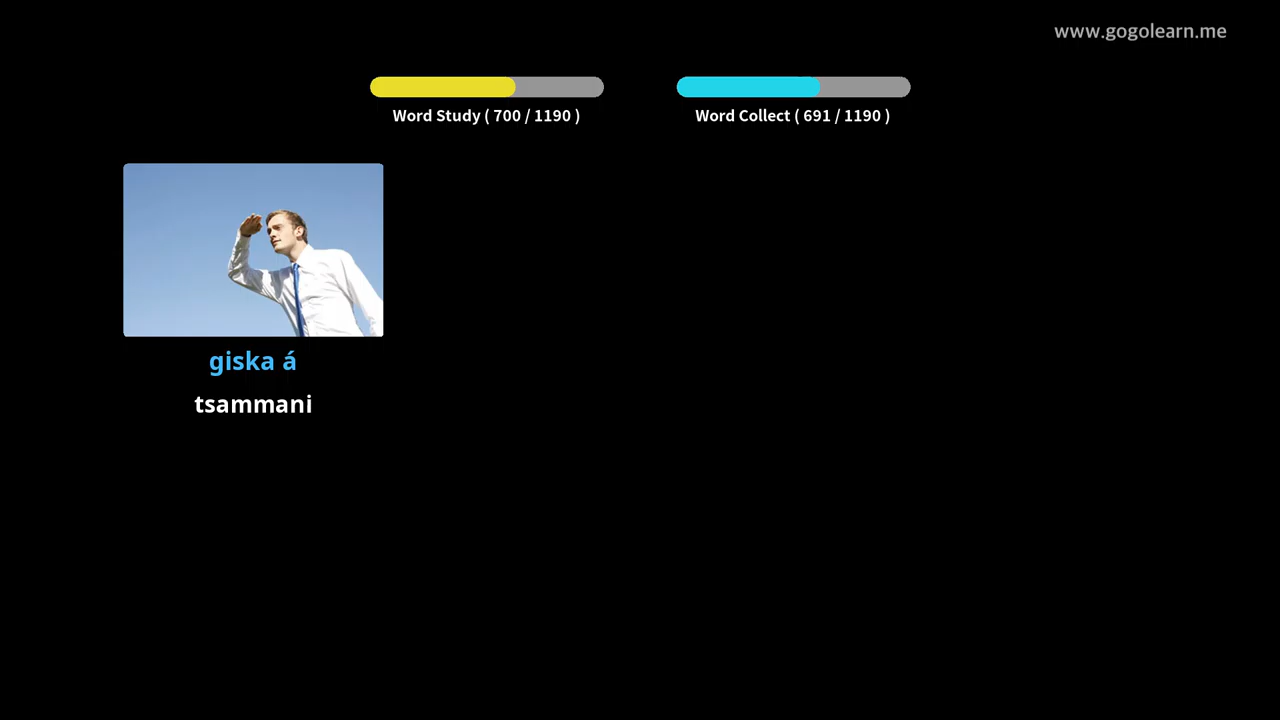 www.gogolearn.me
Word Study ( 700 / 1190 )
Word Collect ( 691 / 1190 )
giska á
tsammani